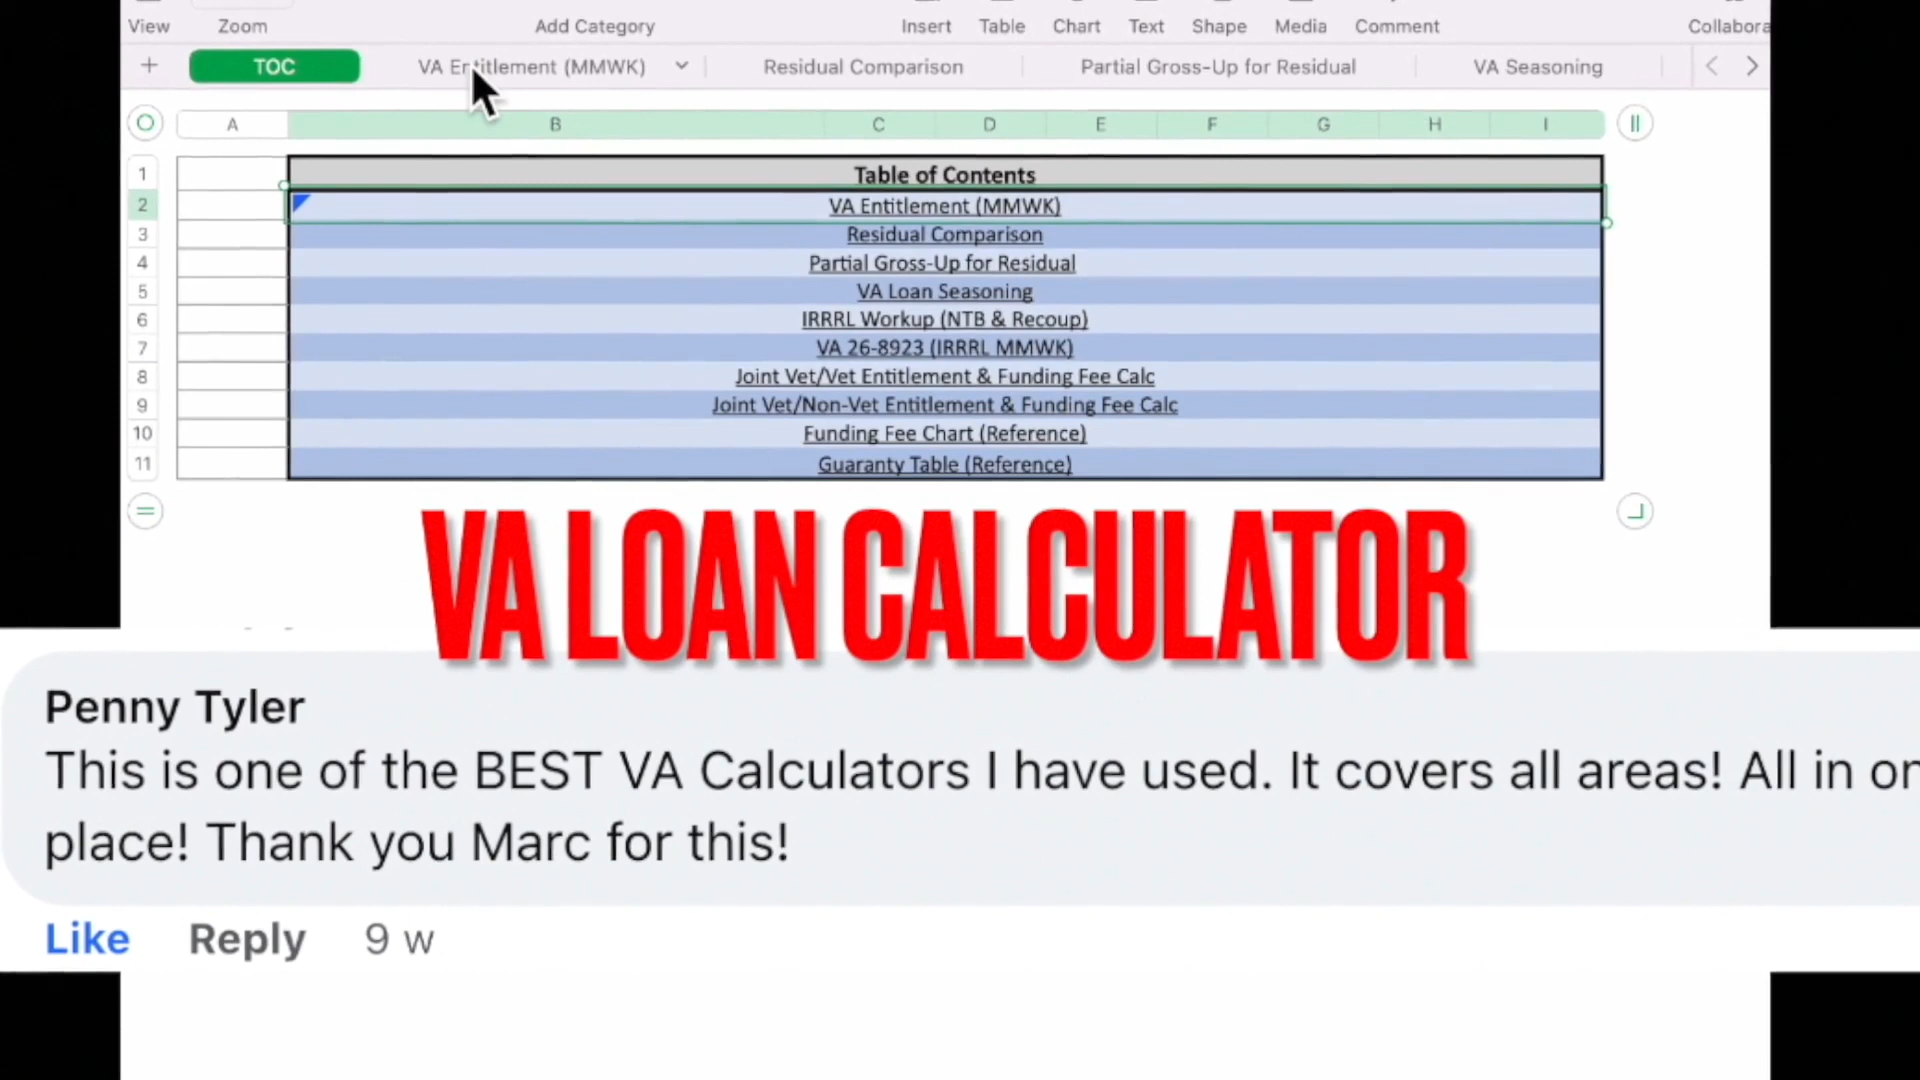 View Zoom Add Category Insert Table Chart Text Shape Media Comment Collabora
+ TOC VA Entitlement (MMWK) Residual Comparison Partial Gross-Up for Residual VA Seasoning
A B C D E F G H I
1 Table of Contents
2 VA Entitlement (MMWK)
3 Residual Comparison
4 Partial Gross-Up for Residual
5 VA Loan Seasoning
6 IRRRL Workup (NTB & Recoup)
7 VA 26-8923 (IRRRL MMWK)
8 Joint Vet/Vet Entitlement & Funding Fee Calc
9 Joint Vet/Non-Vet Entitlement & Funding Fee Calc
10 Funding Fee Chart (Reference)
11 Guaranty Table (Reference)
VA LOAN CALCULATOR
Penny Tyler
This is one of the BEST VA Calculators I have used. It covers all areas! All in on
place! Thank you Marc for this!
Like Reply 9 w